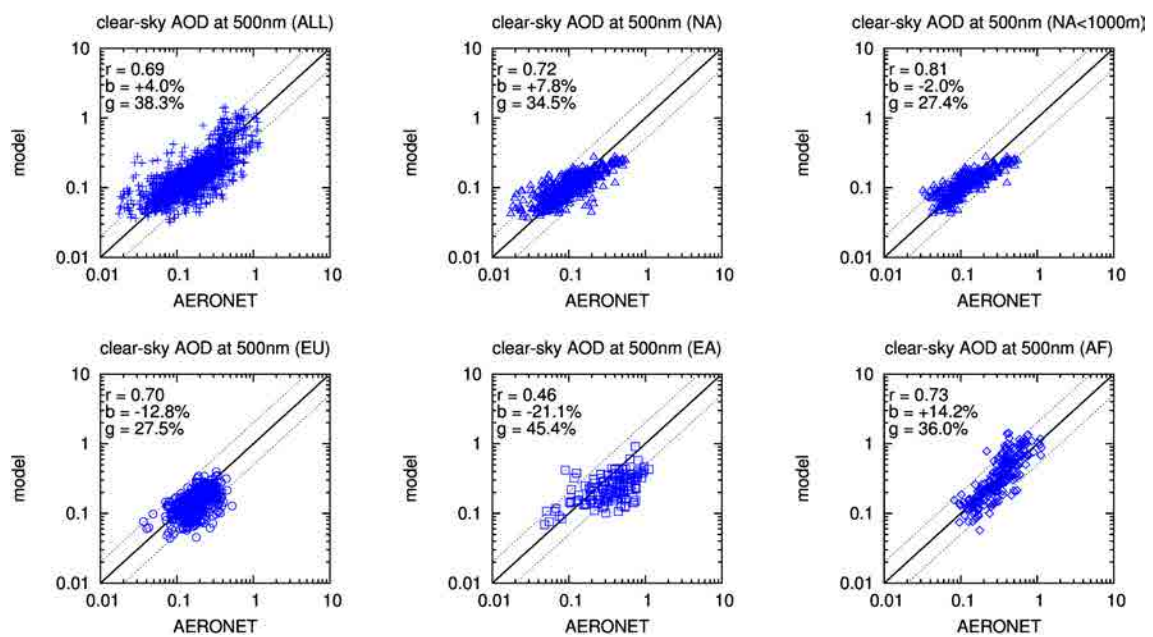 clear-sky AOD at 500nm (ALL)
10
1
0.1
0.01
model
r = 0.69
b = +4.0%
g = 38.3%
0.01 0.1 1 10
AERONET
clear-sky AOD at 500nm (NA)
10
1
0.1
0.01
model
r = 0.72
b = +7.8%
g = 34.5%
0.01 0.1 1 10
AERONET
clear-sky AOD at 500nm (NA<1000m)
10
1
0.1
0.01
model
r = 0.81
b = -2.0%
g = 27.4%
0.01 0.1 1 10
AERONET
clear-sky AOD at 500nm (EU)
10
1
0.1
0.01
model
r = 0.70
b = -12.8%
g = 27.5%
0.01 0.1 1 10
AERONET
clear-sky AOD at 500nm (EA)
10
1
0.1
0.01
model
r = 0.46
b = -21.1%
g = 45.4%
0.01 0.1 1 10
AERONET
clear-sky AOD at 500nm (AF)
10
1
0.1
0.01
model
r = 0.73
b = +14.2%
g = 36.0%
0.01 0.1 1 10
AERONET